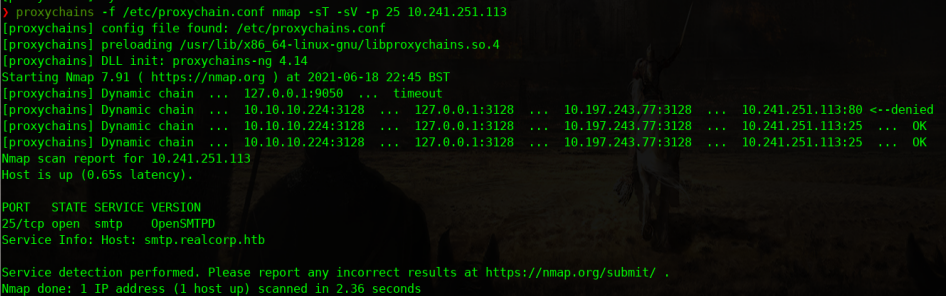 ❯ proxychains -f /etc/proxychain.conf nmap -sT -sV -p 25 10.241.251.113
[proxychains] config file found: /etc/proxychains.conf
[proxychains] preloading /usr/lib/x86_64-linux-gnu/libproxychains.so.4
[proxychains] DLL init: proxychains-ng 4.14
Starting Nmap 7.91 ( https://nmap.org ) at 2021-06-18 22:45 BST
[proxychains] Dynamic chain  ...  127.0.0.1:9050  ...  timeout
[proxychains] Dynamic chain  ...  10.10.10.224:3128  ...  127.0.0.1:3128  ...  10.197.243.77:3128  ...  10.241.251.113:80 <--denied
[proxychains] Dynamic chain  ...  10.10.10.224:3128  ...  127.0.0.1:3128  ...  10.197.243.77:3128  ...  10.241.251.113:25  ...  OK
[proxychains] Dynamic chain  ...  10.10.10.224:3128  ...  127.0.0.1:3128  ...  10.197.243.77:3128  ...  10.241.251.113:25  ...  OK
Nmap scan report for 10.241.251.113
Host is up (0.65s latency).
PORT   STATE SERVICE VERSION
25/tcp open  smtp    OpenSMTPD
Service Info: Host: smtp.realcorp.htb
Service detection performed. Please report any incorrect results at https://nmap.org/submit/ .
Nmap done: 1 IP address (1 host up) scanned in 2.36 seconds